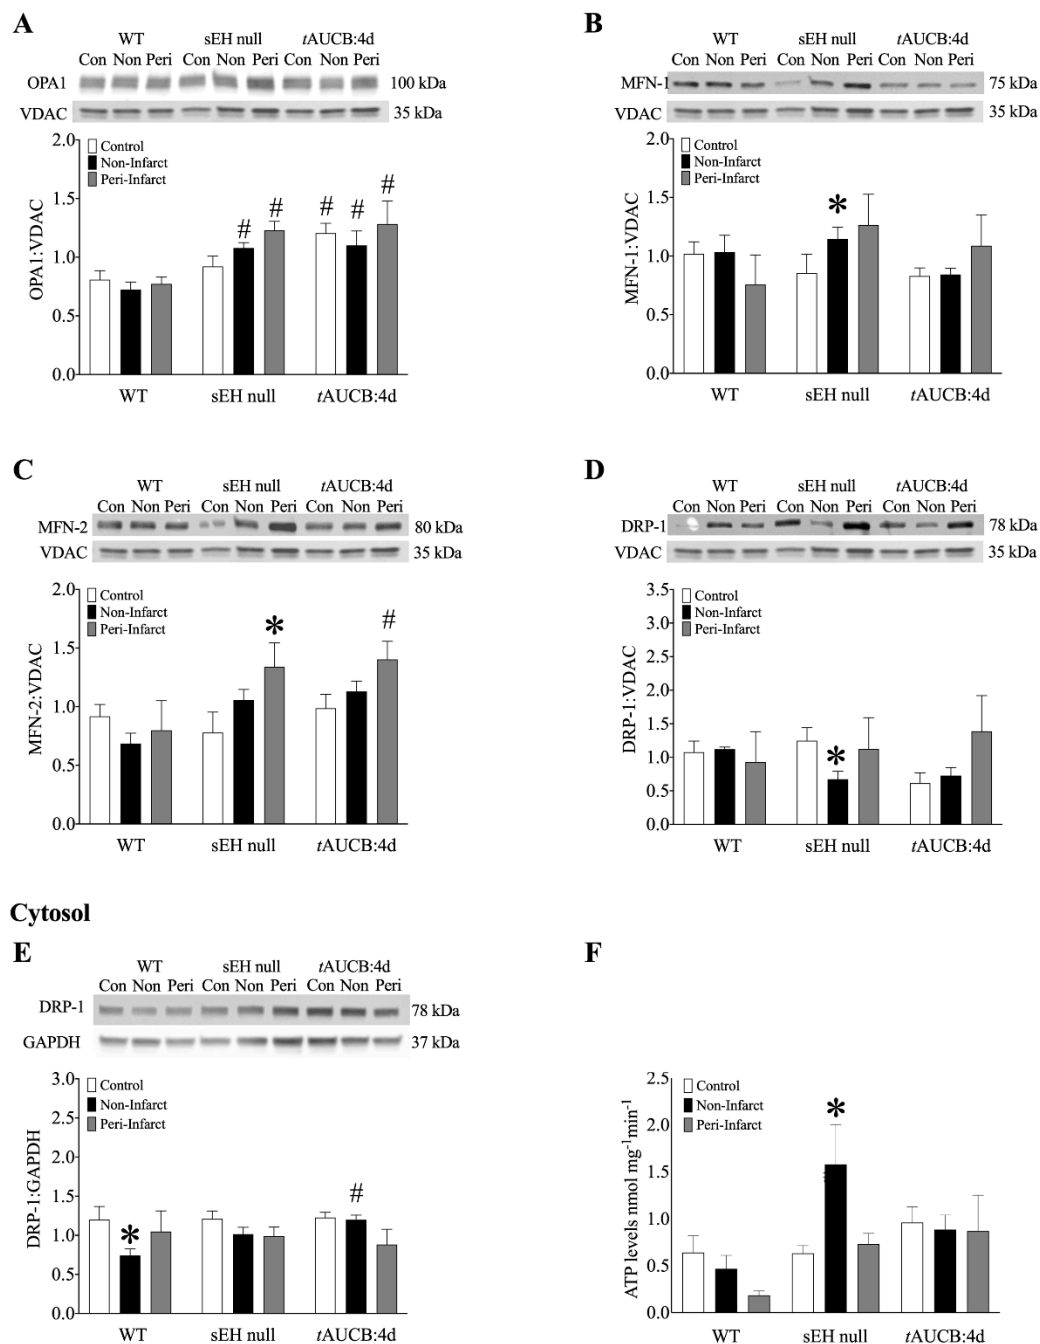 A
WT sEH null tAUCB:4d
Con Non Peri Con Non Peri Con Non Peri
OPA1 100 kDa
VDAC 35 kDa
2.0
Control
Non-Infarct
Peri-Infarct
1.5
1.0
0.5
0.0
OPA1:VDAC
# # # # #
WT sEH null tAUCB:4d
B
WT sEH null tAUCB:4d
Con Non Peri Con Non Peri Con Non Peri
MFN-1 75 kDa
VDAC 35 kDa
2.0
Control
Non-Infarct
Peri-Infarct
1.5
1.0
0.5
0.0
MFN-1:VDAC
*
WT sEH null tAUCB:4d
C
WT sEH null tAUCB:4d
Con Non Peri Con Non Peri Con Non Peri
MFN-2 80 kDa
VDAC 35 kDa
2.0
Control
Non-Infarct
Peri-Infarct
1.5
1.0
0.5
0.0
MFN-2:VDAC
* #
WT sEH null tAUCB:4d
D
WT sEH null tAUCB:4d
Con Non Peri Con Non Peri Con Non Peri
DRP-1 78 kDa
VDAC 35 kDa
3.5
Control
Non-Infarct
Peri-Infarct
3.0
2.5
2.0
1.5
1.0
0.5
0.0
DRP-1:VDAC
*
WT sEH null tAUCB:4d
Cytosol
E
WT sEH null tAUCB:4d
Con Non Peri Con Non Peri Con Non Peri
DRP-1 78 kDa
GAPDH 37 kDa
3.0
Control
Non-Infarct
Peri-Infarct
2.5
2.0
1.5
1.0
0.5
0.0
DRP-1:GAPDH
* #
WT sEH null tAUCB:4d
F
2.5
Control
Non-Infarct
Peri-Infarct
2.0
1.5
1.0
0.5
0.0
ATP levels nmol mg⁻¹min⁻¹
*
WT sEH null tAUCB:4d